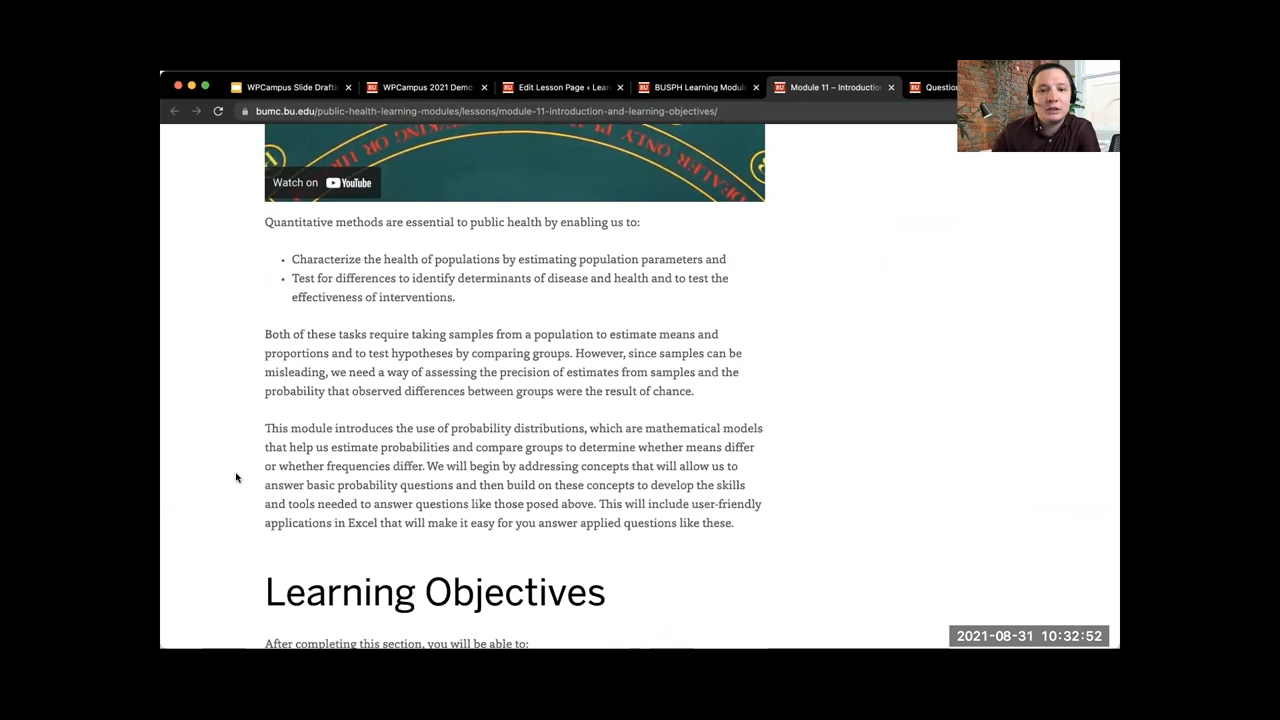 WPCampus Slide Drafti
WPCampus 2021 Demo
Edit Lesson Page ‹ Lear
BUSPH Learning Module
Module 11 – Introductio
Question
bumc.bu.edu/public-health-learning-modules/lessons/module-11-introduction-and-learning-objectives/
DEALER ONLY
Watch on YouTube
Quantitative methods are essential to public health by enabling us to:
• Characterize the health of populations by estimating population parameters and
• Test for differences to identify determinants of disease and health and to test the
effectiveness of interventions.
Both of these tasks require taking samples from a population to estimate means and
proportions and to test hypotheses by comparing groups. However, since samples can be
misleading, we need a way of assessing the precision of estimates from samples and the
probability that observed differences between groups were the result of chance.
This module introduces the use of probability distributions, which are mathematical models
that help us estimate probabilities and compare groups to determine whether means differ
or whether frequencies differ. We will begin by addressing concepts that will allow us to
answer basic probability questions and then build on these concepts to develop the skills
and tools needed to answer questions like those posed above. This will include user-friendly
applications in Excel that will make it easy for you answer applied questions like these.
Learning Objectives
After completing this section, you will be able to:
2021-08-31 10:32:52